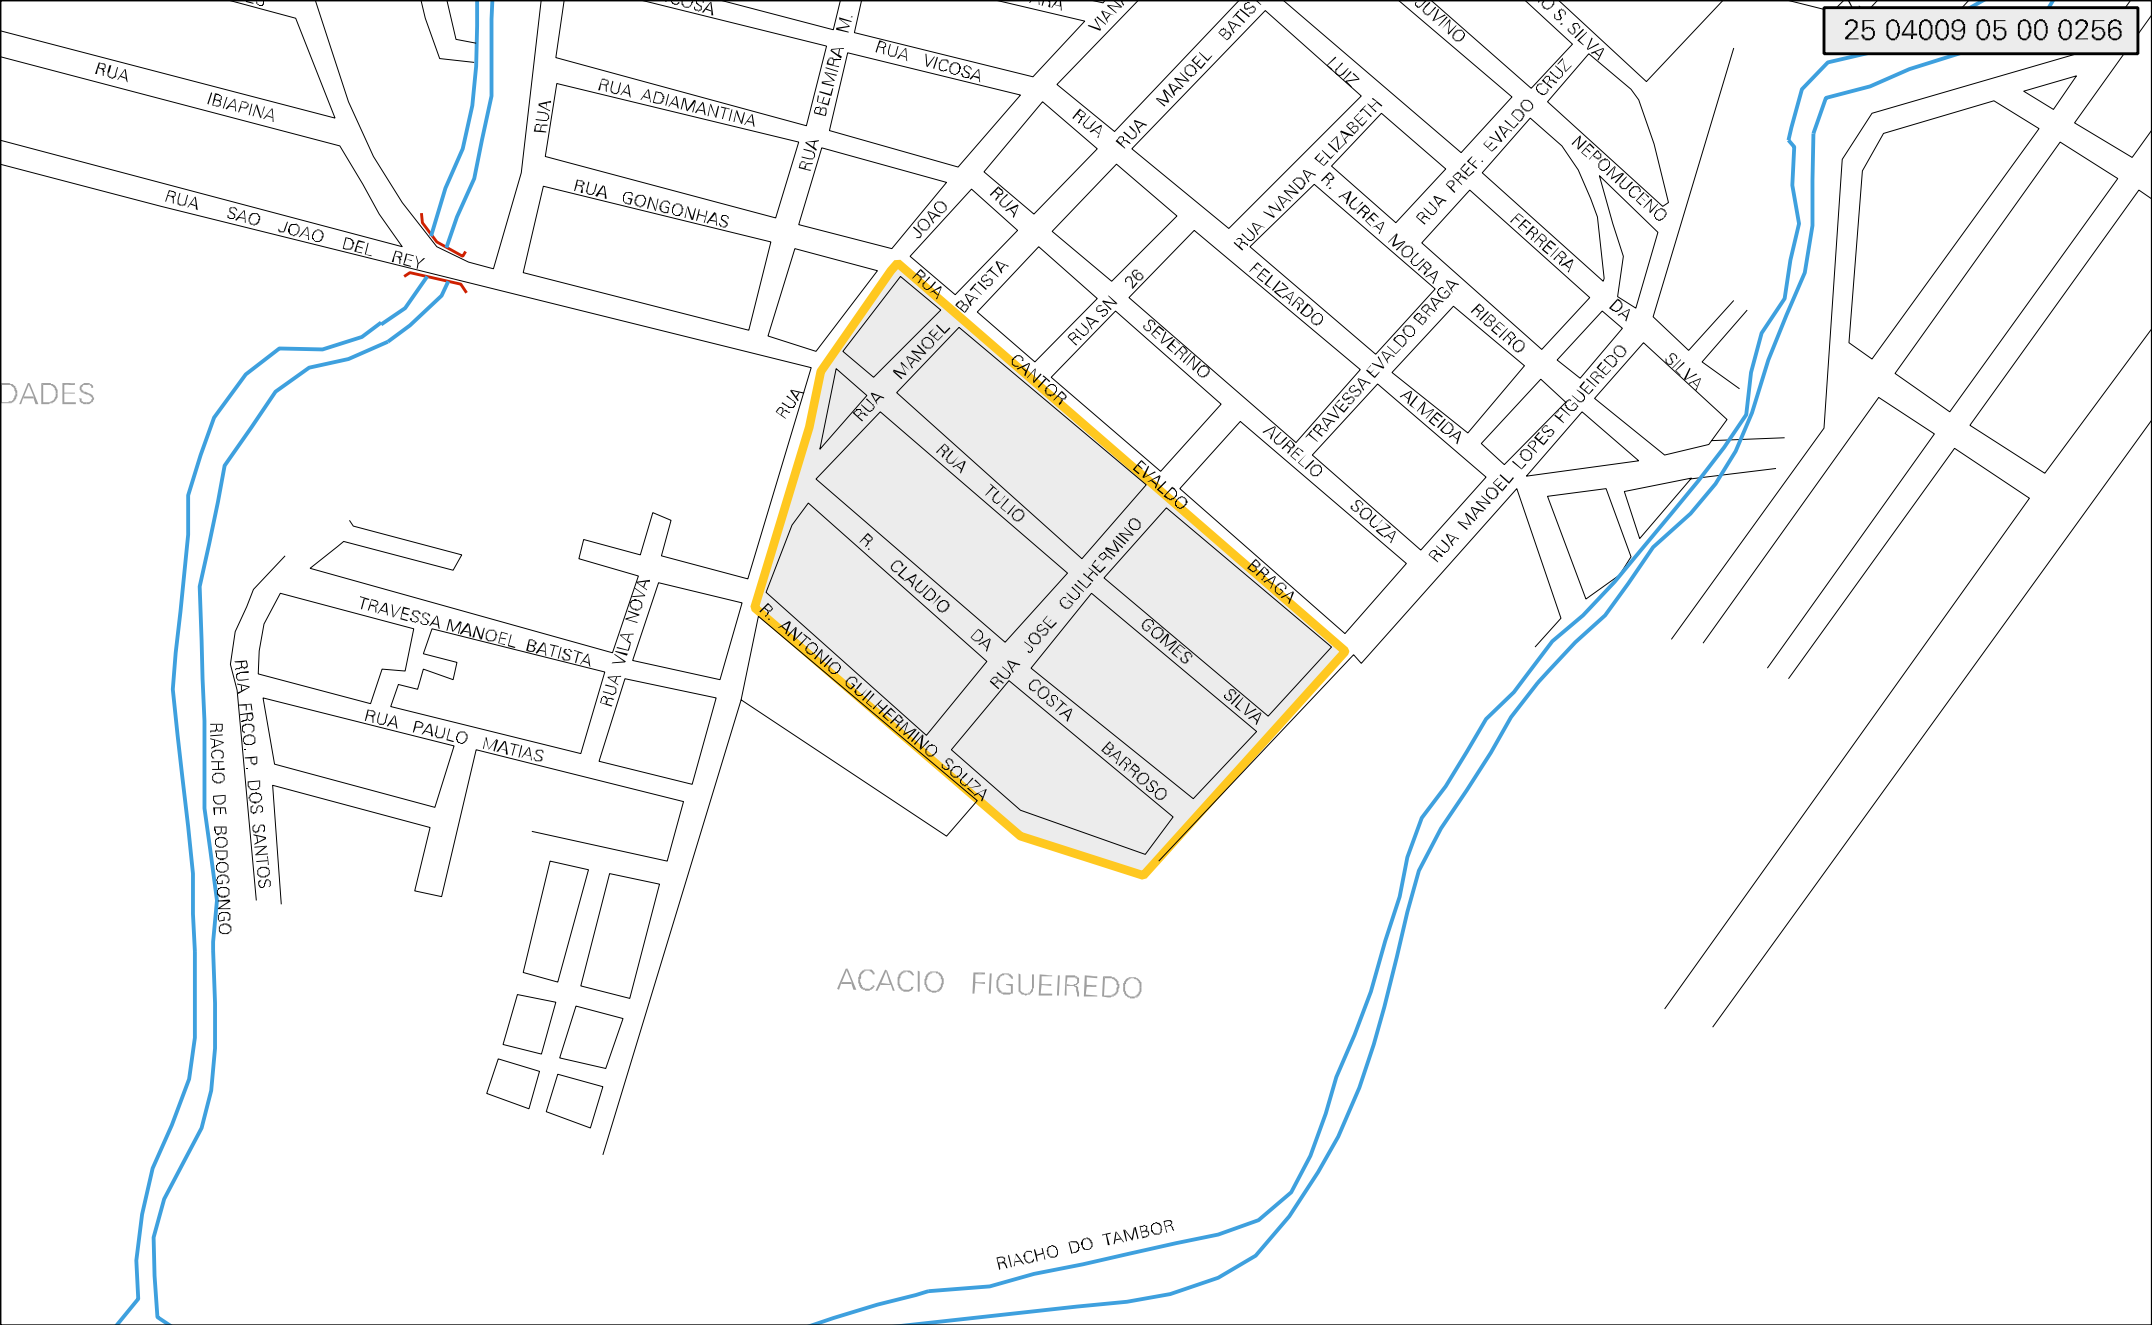 25 04009 05 00 0256
RUA VICOSA
RUA IBIAPINA
RUA ADIAMANTINA
RUA BELMIRA M.
RUA
RUA GONGONHAS
RUA SAO JOAO DEL REY
JOAO
VIANA
RUA MANOEL
JUVINO
LUIZ
S. SILVA
RUA
RUA
RUA WANDA ELIZABETH
RUA PREF. EVALDO CRUZ
NEPOMUCENO
R. AUREA MOURA
FERREIRA
RIBEIRO
DA
SILVA
FELIZARDO
RUA SN 26
SEVERINO
TRAVESSA EVALDO BRAGA
ALMEIDA
AURELIO
SOUZA
RUA MANOEL LOPES FIGUEIREDO
RUA CANTOR EVALDO BRAGA
RUA MANOEL BATISTA
RUA
RUA TULIO
GOMES
SILVA
R. CLAUDIO DA COSTA BARROSO
RUA JOSE GUILHERMINO
R. ANTONIO GUILHERMINO SOUZA
DADES
TRAVESSA MANOEL BATISTA
RUA VILA NOVA
RUA PAULO MATIAS
RUA FRCO. P. DOS SANTOS
RIACHO DE BODOGONGO
ACACIO FIGUEIREDO
RIACHO DO TAMBOR